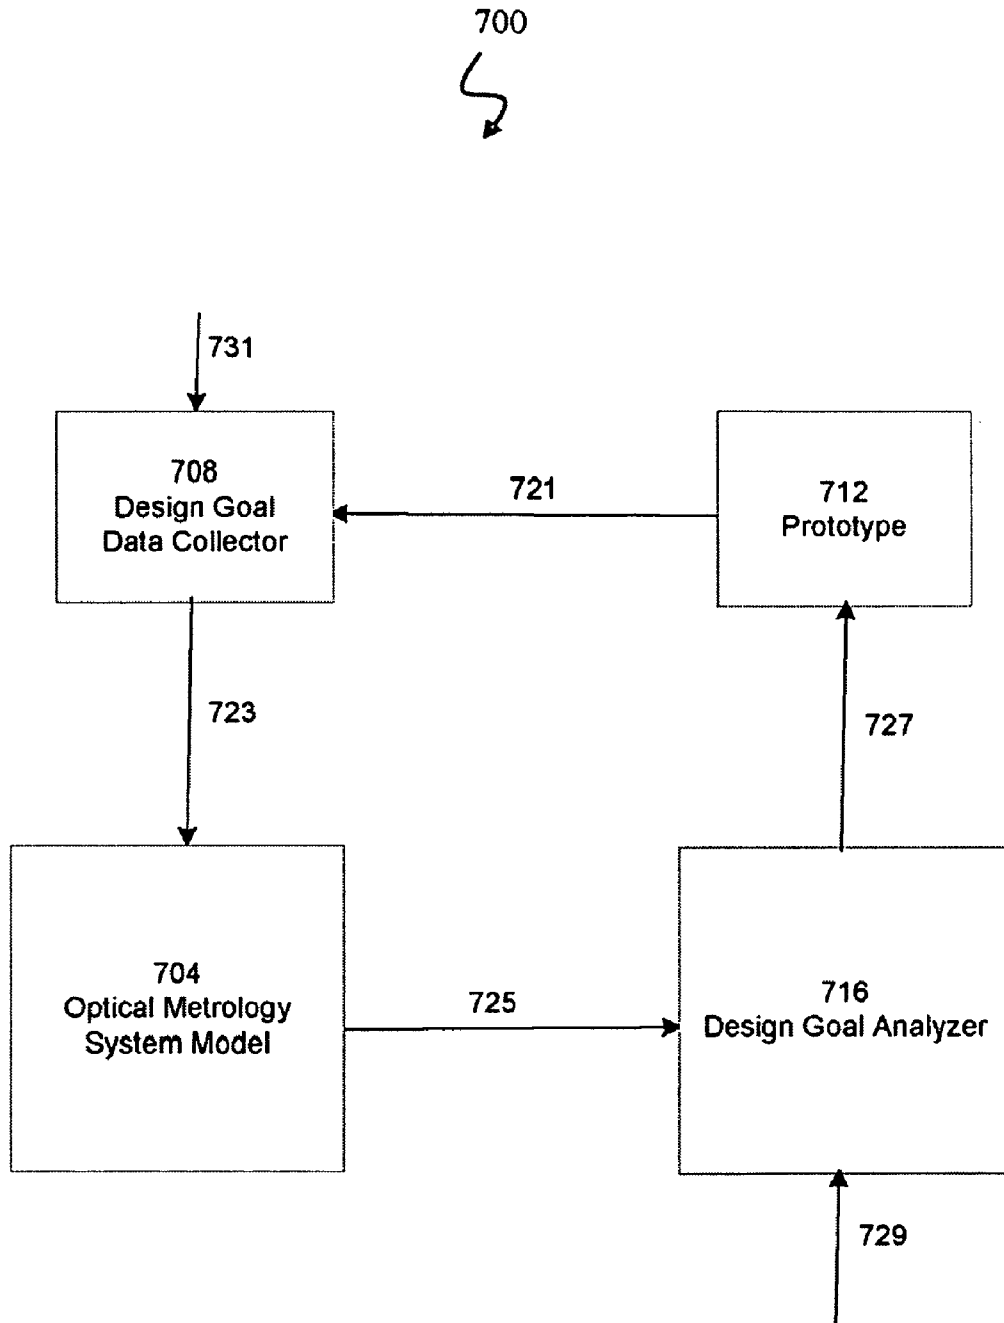 700
731
708
Design Goal
Data Collector
721
712
Prototype
723
727
704
Optical Metrology
System Model
725
716
Design Goal Analyzer
729